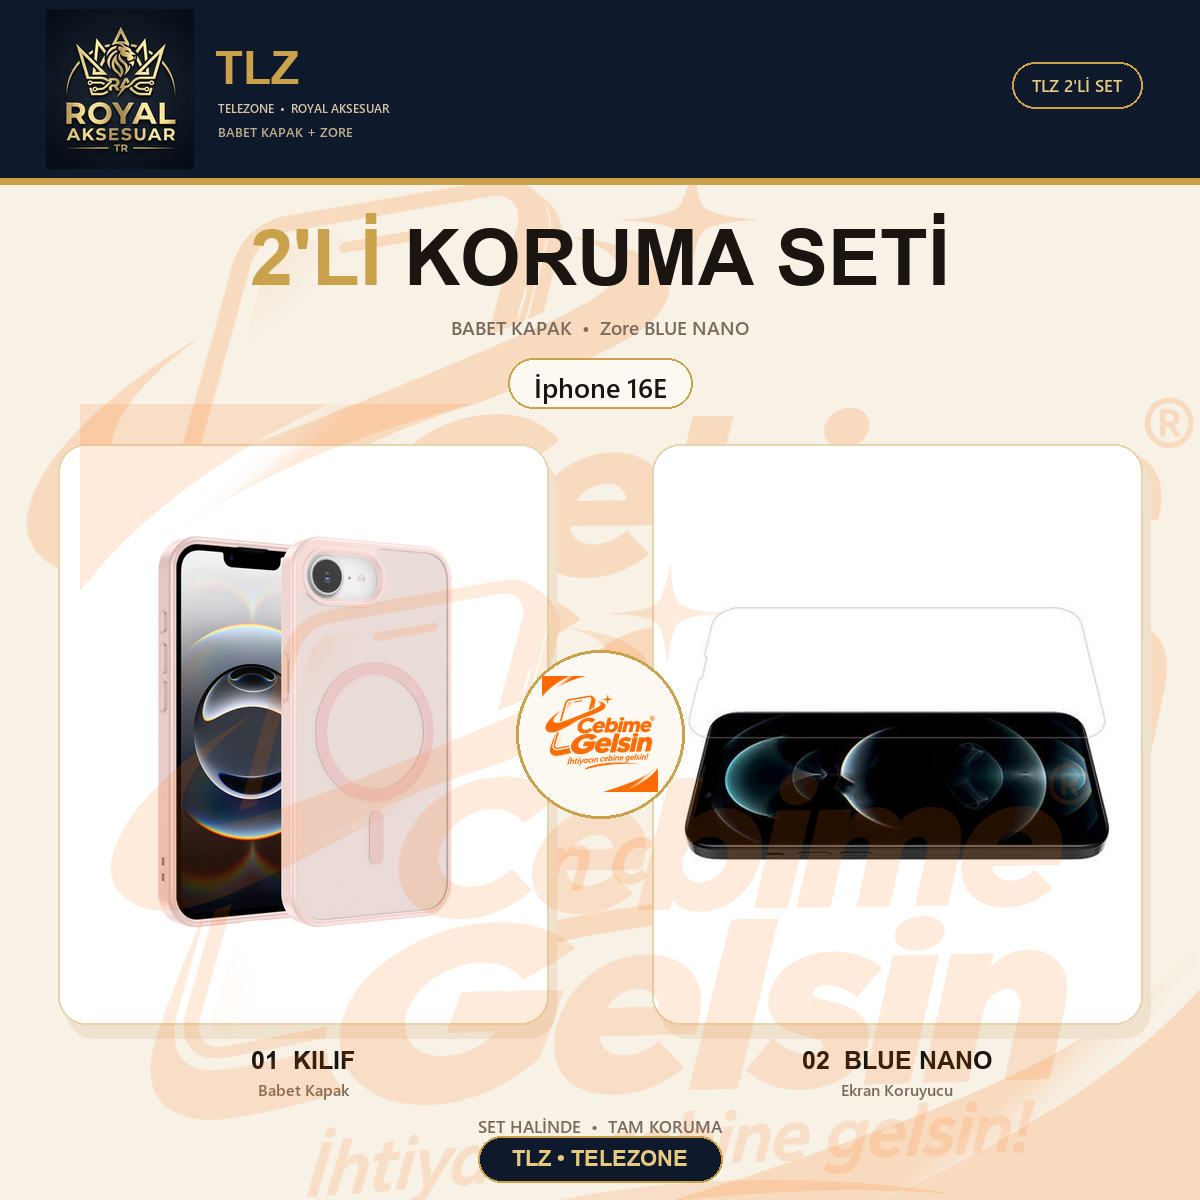 ROYAL
AKSESUAR
TR
TLZ
TELEZONE • ROYAL AKSESUAR
BABET KAPAK + ZORE
TLZ 2'Lİ SET
2'Lİ KORUMA SETİ
BABET KAPAK • Zore BLUE NANO
İphone 16E
Cebime®
Gelsin
İhtiyacın cebine gelsin!
Cebime®
Gelsin
01 KILIF
Babet Kapak
02 BLUE NANO
Ekran Koruyucu
SET HALİNDE • TAM KORUMA
TLZ • TELEZONE